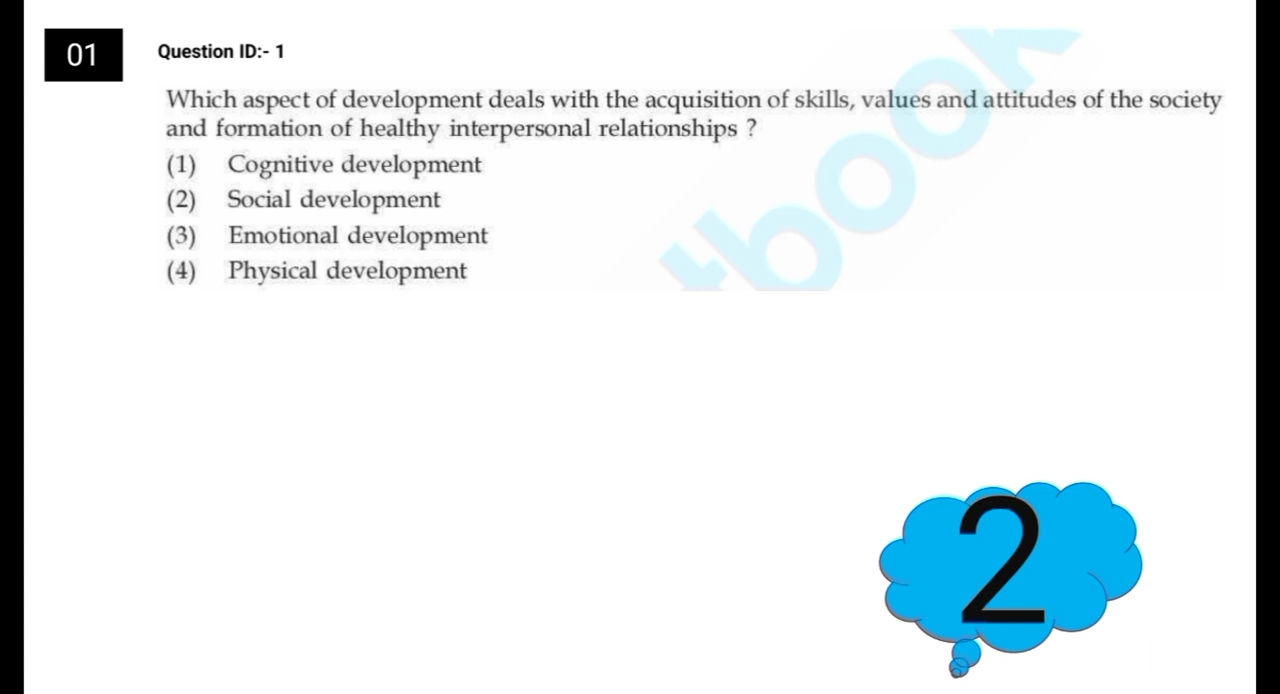 01
Question ID:- 1
Which aspect of development deals with the acquisition of skills, values and attitudes of the society
and formation of healthy interpersonal relationships ?
(1) Cognitive development
(2) Social development
(3) Emotional development
(4) Physical development
tbook
2